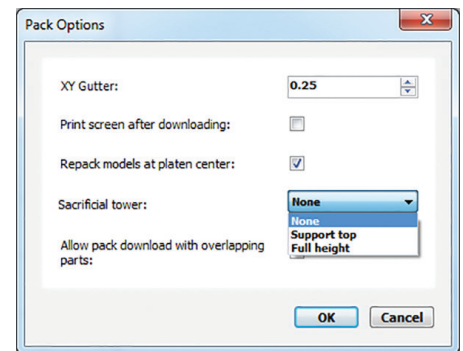 Pack Options
XY Gutter: 0.25
Print screen after downloading:
Repack models at platen center:
Sacrificial tower: None
None
Support top
Full height
Allow pack download with overlapping
parts:
OK Cancel